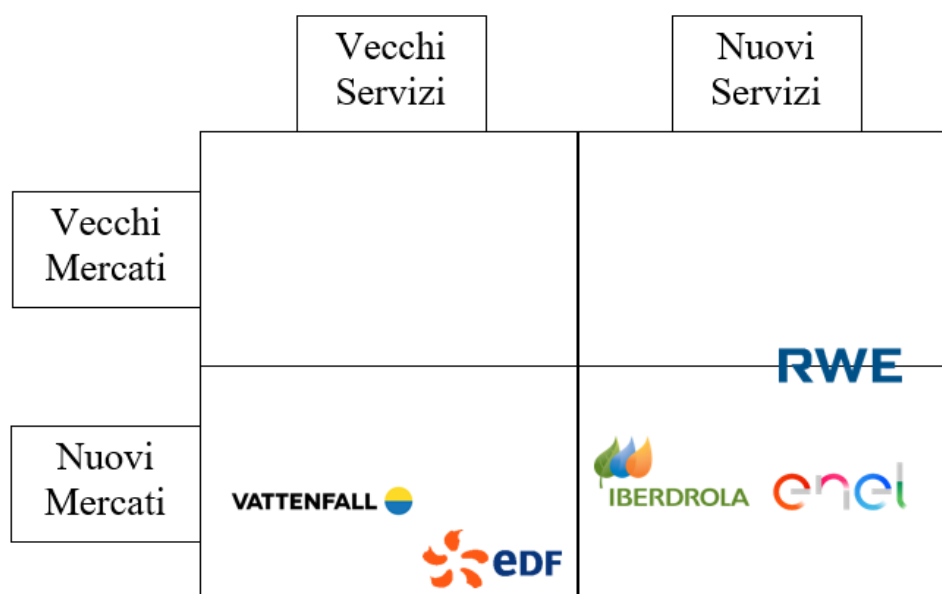 Vecchi
Servizi
Nuovi
Servizi
Vecchi
Mercati
RWE
Nuovi
Mercati
VATTENFALL
IBERDROLA
enel
eDF